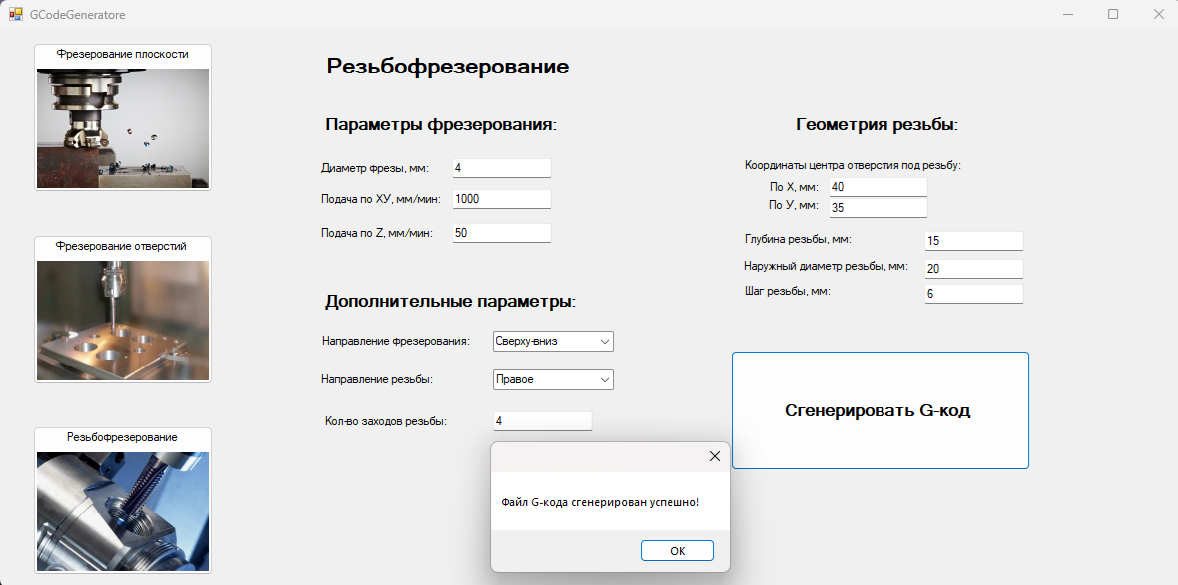 GCodeGeneratore
Фрезерование плоскости
Фрезерование отверстий
Резьбофрезерование
Резьбофрезерование
Параметры фрезерования:
Диаметр фрезы, мм: 4
Подача по ХУ, мм/мин: 1000
Подача по Z, мм/мин: 50
Дополнительные параметры:
Направление фрезерования: Сверху-вниз
Направление резьбы: Правое
Кол-во заходов резьбы: 4
Геометрия резьбы:
Координаты центра отверстия под резьбу:
По Х, мм: 40
По У, мм: 35
Глубина резьбы, мм: 15
Наружный диаметр резьбы, мм: 20
Шаг резьбы, мм: 6
Сгенерировать G-код
Файл G-кода сгенерирован успешно!
OK